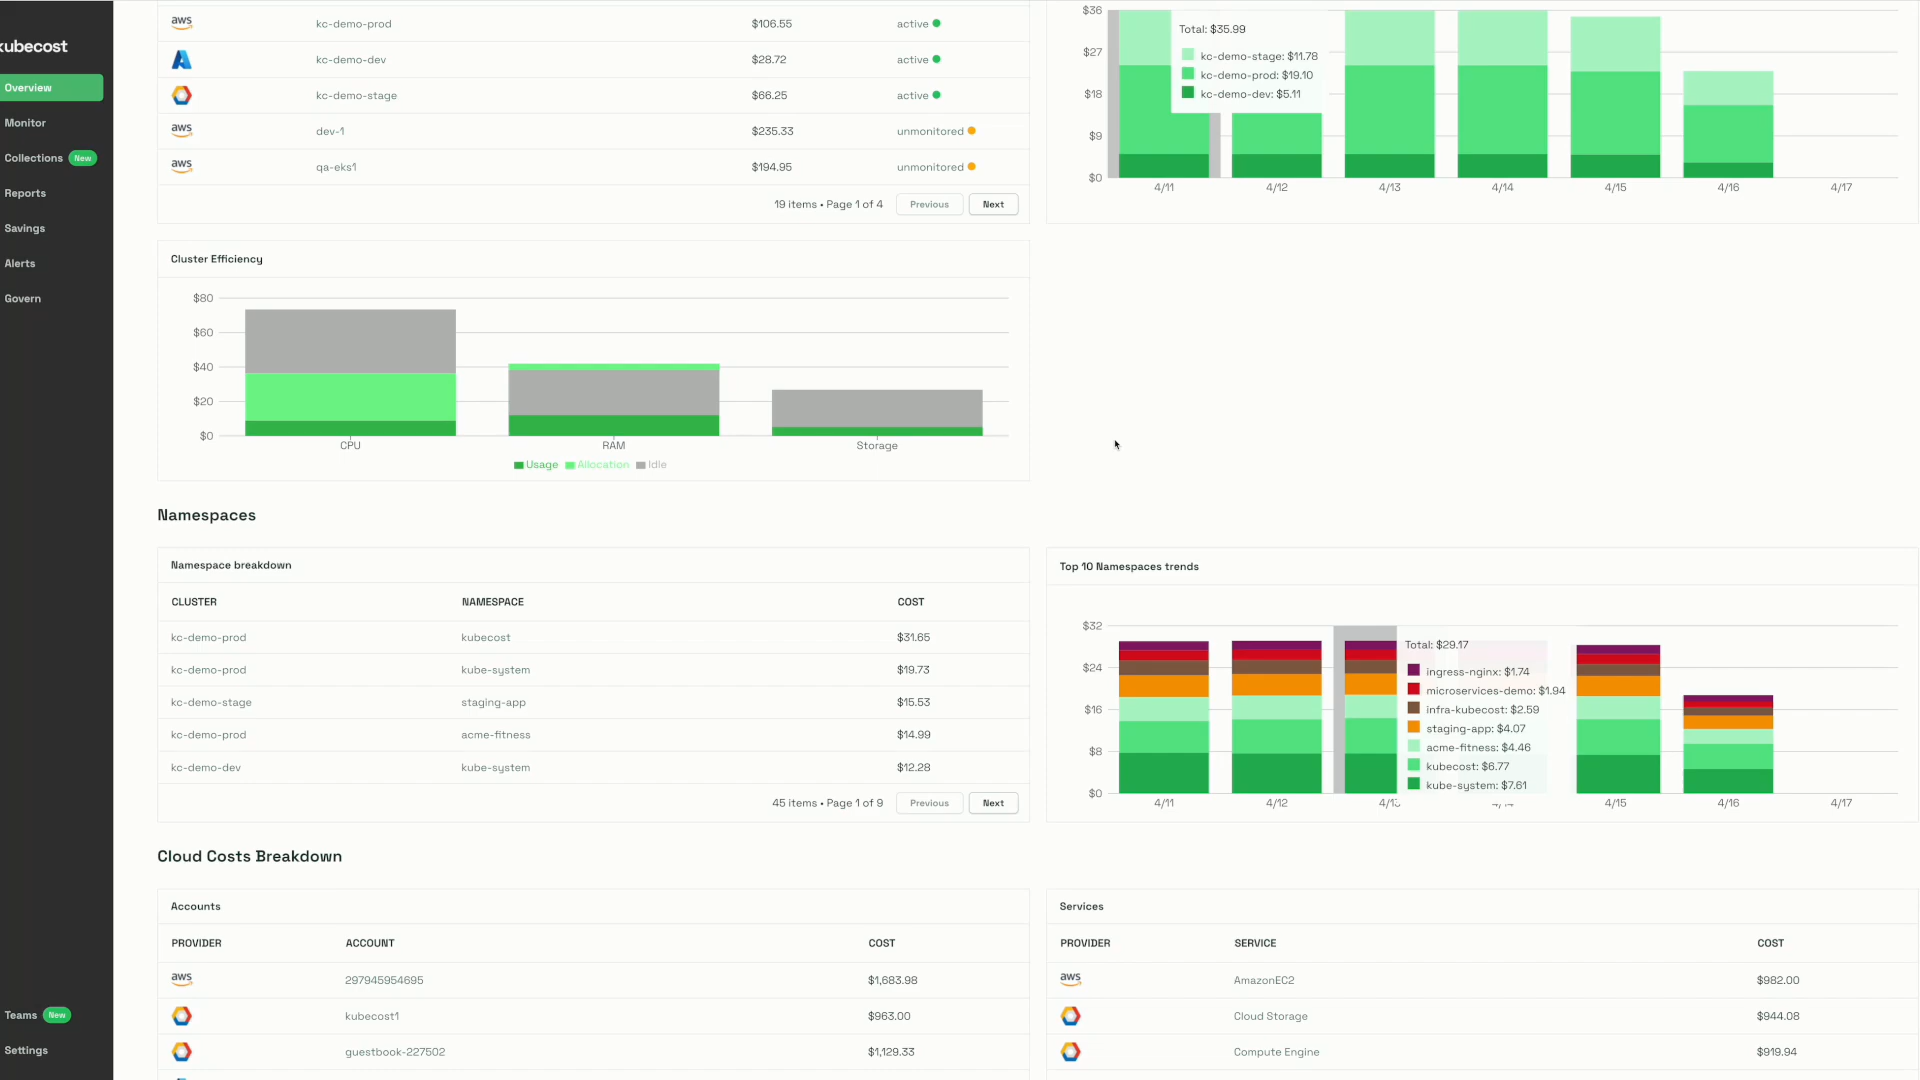 kubecost
Overview
Monitor
Collections New
Reports
Savings
Alerts
Govern
Teams New
Settings
aws kc-demo-prod $106.55 active
kc-demo-dev $28.72 active
kc-demo-stage $66.25 active
aws dev-1 $235.33 unmonitored
aws qa-eks1 $194.95 unmonitored
19 items • Page 1 of 4 Previous Next
$36
$27
$18
$9
$0
Total: $35.99
kc-demo-stage: $11.78
kc-demo-prod: $19.10
kc-demo-dev: $5.11
4/11 4/12 4/13 4/14 4/15 4/16 4/17
Cluster Efficiency
$80
$60
$40
$20
$0
CPU RAM Storage
Usage Allocation Idle
Namespaces
Namespace breakdown
CLUSTER NAMESPACE COST
kc-demo-prod kubecost $31.65
kc-demo-prod kube-system $19.73
kc-demo-stage staging-app $15.53
kc-demo-prod acme-fitness $14.99
kc-demo-dev kube-system $12.28
45 items • Page 1 of 9 Previous Next
Top 10 Namespaces trends
$32
$24
$16
$8
$0
Total: $29.17
ingress-nginx: $1.74
microservices-demo: $1.94
infra-kubecost: $2.59
staging-app: $4.07
acme-fitness: $4.46
kubecost: $6.77
kube-system: $7.61
4/11 4/12 4/15 4/16 4/17
Cloud Costs Breakdown
Accounts
PROVIDER ACCOUNT COST
aws 297945954695 $1,683.98
kubecost1 $963.00
guestbook-227502 $1,129.33
Services
PROVIDER SERVICE COST
aws AmazonEC2 $982.00
Cloud Storage $944.08
Compute Engine $919.94